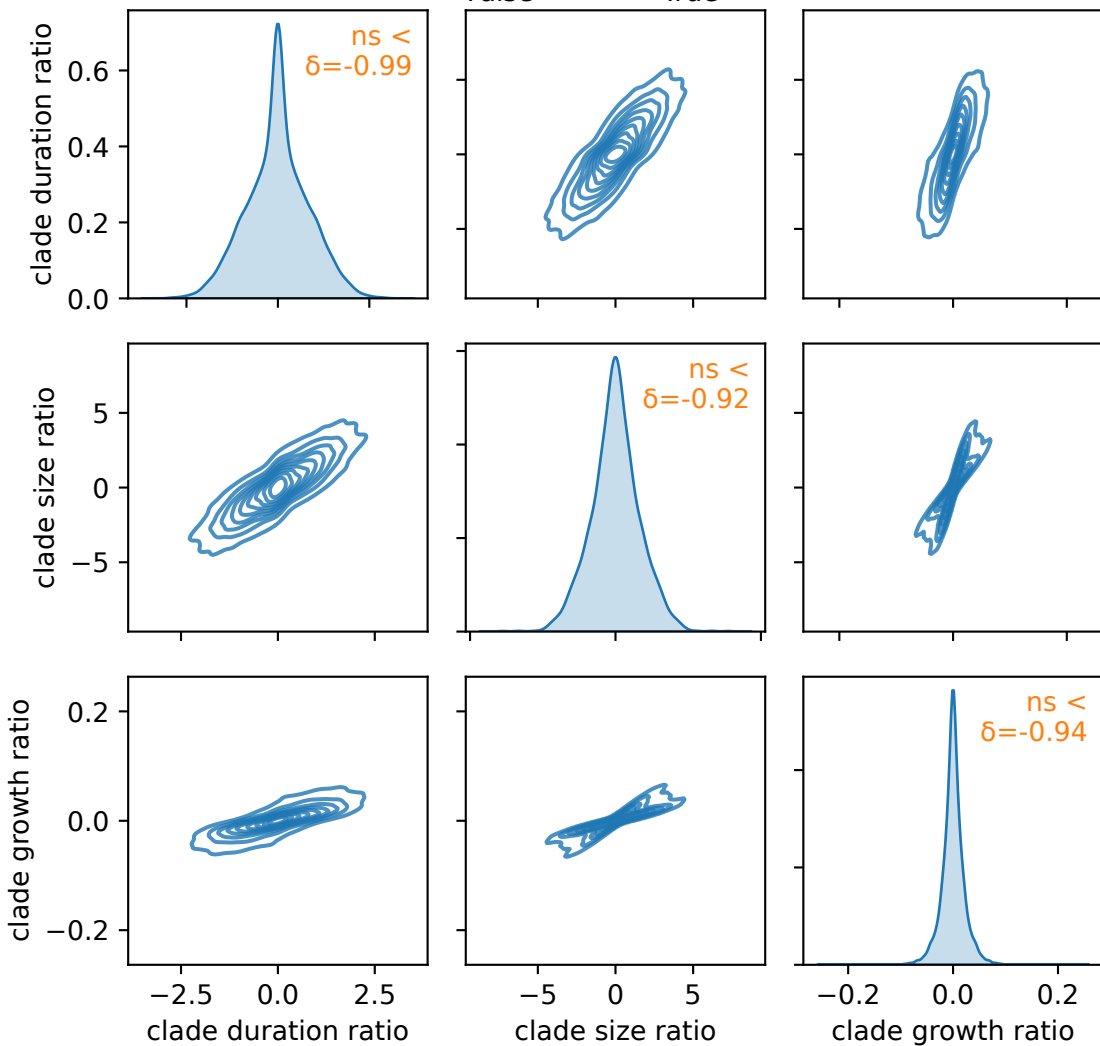 clade duration ratio
0.6
0.4
0.2
0.0
ns <
δ=-0.99
clade size ratio
5
0
−5
ns <
δ=-0.92
clade growth ratio
0.2
0.0
−0.2
ns <
δ=-0.94
−2.5 0.0 2.5
−5 0 5
−0.2 0.0 0.2
clade duration ratio
clade size ratio
clade growth ratio